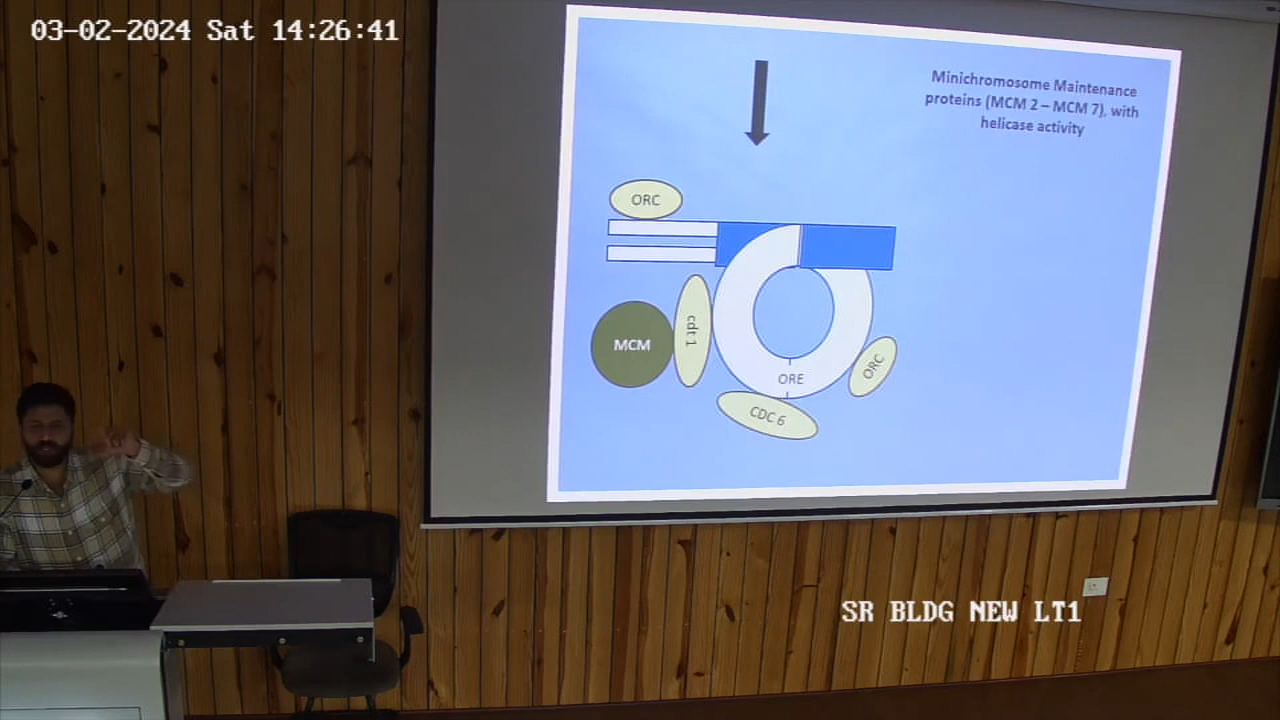 03-02-2024 Sat 14:26:41
Minichromosome Maintenance
proteins (MCM 2 – MCM 7), with
helicase activity
ORC
MCM
cdt 1
ORE
ORC
CDC 6
SR BLDG NEW LT1